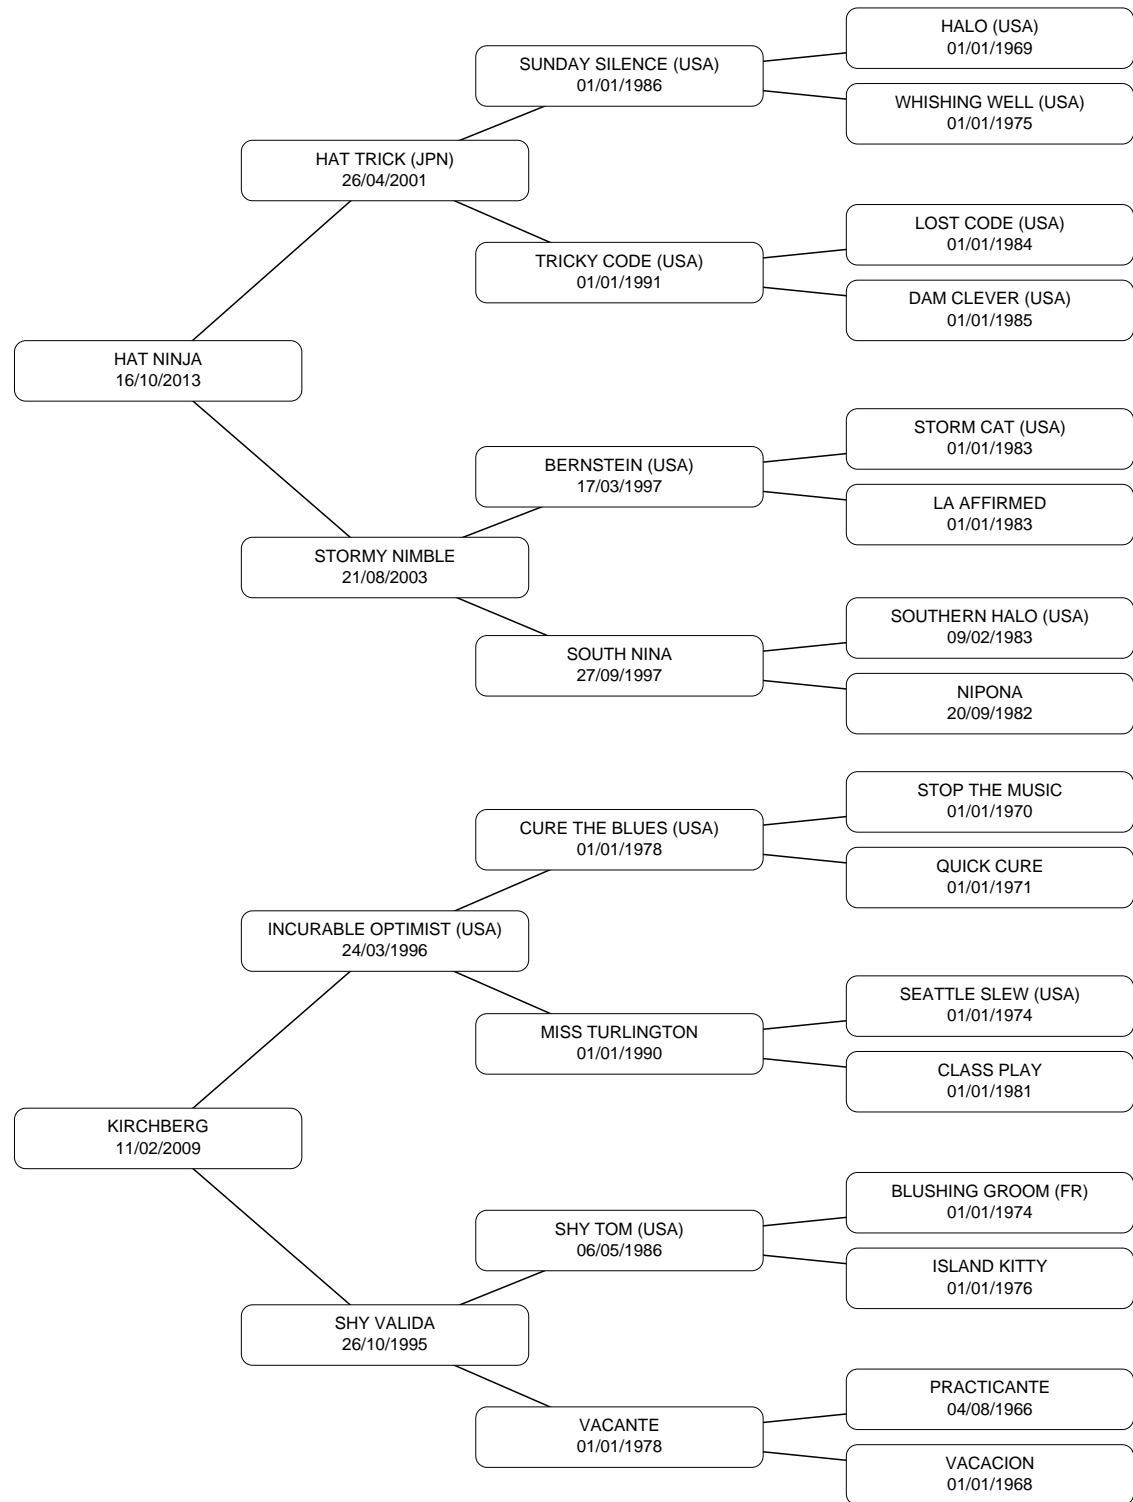 HALO (USA)
01/01/1969
SUNDAY SILENCE (USA)
01/01/1986
WHISHING WELL (USA)
01/01/1975
HAT TRICK (JPN)
26/04/2001
LOST CODE (USA)
01/01/1984
TRICKY CODE (USA)
01/01/1991
DAM CLEVER (USA)
01/01/1985
HAT NINJA
16/10/2013
STORM CAT (USA)
01/01/1983
BERNSTEIN (USA)
17/03/1997
LA AFFIRMED
01/01/1983
STORMY NIMBLE
21/08/2003
SOUTHERN HALO (USA)
09/02/1983
SOUTH NINA
27/09/1997
NIPONA
20/09/1982
STOP THE MUSIC
01/01/1970
CURE THE BLUES (USA)
01/01/1978
QUICK CURE
01/01/1971
INCURABLE OPTIMIST (USA)
24/03/1996
SEATTLE SLEW (USA)
01/01/1974
MISS TURLINGTON
01/01/1990
CLASS PLAY
01/01/1981
KIRCHBERG
11/02/2009
BLUSHING GROOM (FR)
01/01/1974
SHY TOM (USA)
06/05/1986
ISLAND KITTY
01/01/1976
SHY VALIDA
26/10/1995
PRACTICANTE
04/08/1966
VACANTE
01/01/1978
VACACION
01/01/1968